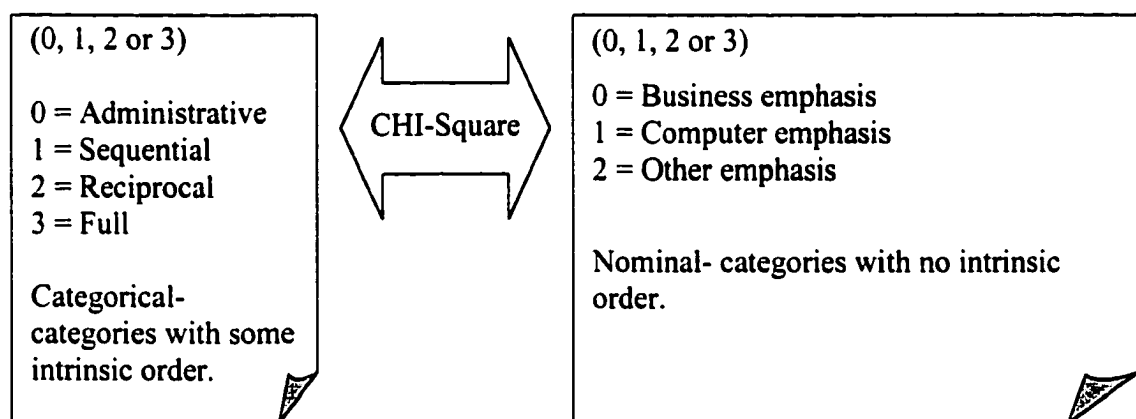 (0, 1, 2 or 3)
0 = Administrative
1 = Sequential
2 = Reciprocal
3 = Full
Categorical-
categories with some
intrinsic order.
CHI-Square
(0, 1, 2 or 3)
0 = Business emphasis
1 = Computer emphasis
2 = Other emphasis
Nominal- categories with no intrinsic
order.